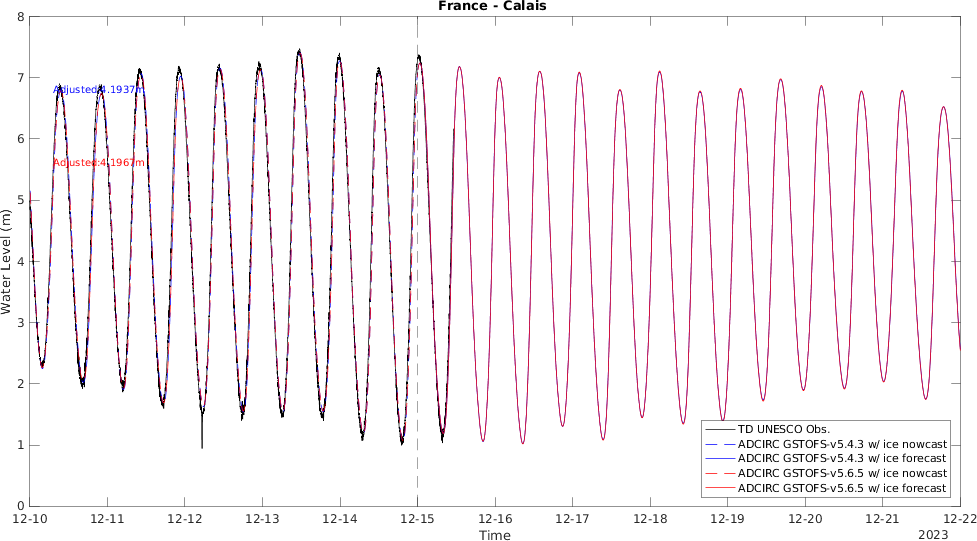 France - Calais
8
7
6
5
4
3
2
1
0
Water Level (m)
Adjusted:4.1937m
Adjusted:4.1967m
TD UNESCO Obs.
ADCIRC GSTOFS-v5.4.3 w/ ice nowcast
ADCIRC GSTOFS-v5.4.3 w/ ice forecast
ADCIRC GSTOFS-v5.6.5 w/ ice nowcast
ADCIRC GSTOFS-v5.6.5 w/ ice forecast
12-10 12-11 12-12 12-13 12-14 12-15 12-16 12-17 12-18 12-19 12-20 12-21 12-22
Time 2023